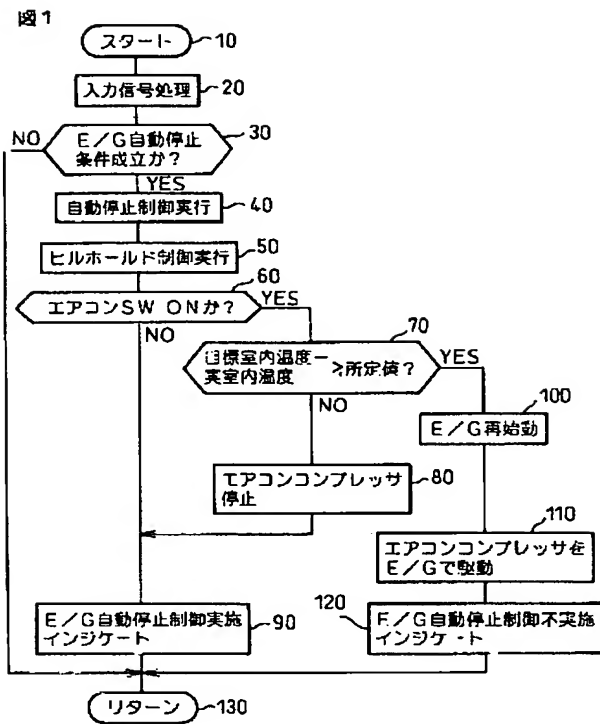 図1
スタート
10
入力信号処理
20
30
NO
E/G自動停止
条件成立か?
YES
自動停止制御実行
40
50
ヒルホールド制御実行
60
エアコンSW ONか?
YES
NO
70
目標室内温度−
実室内温度
≧所定値?
YES
NO
100
E/G再始動
エアコンコンプレッサ
停止
80
110
エアコンコンプレッサを
E/Gで駆動
E/G自動停止制御実施
インジケート
90
120
E/G自動停止制御不実施
インジケート
リターン
130